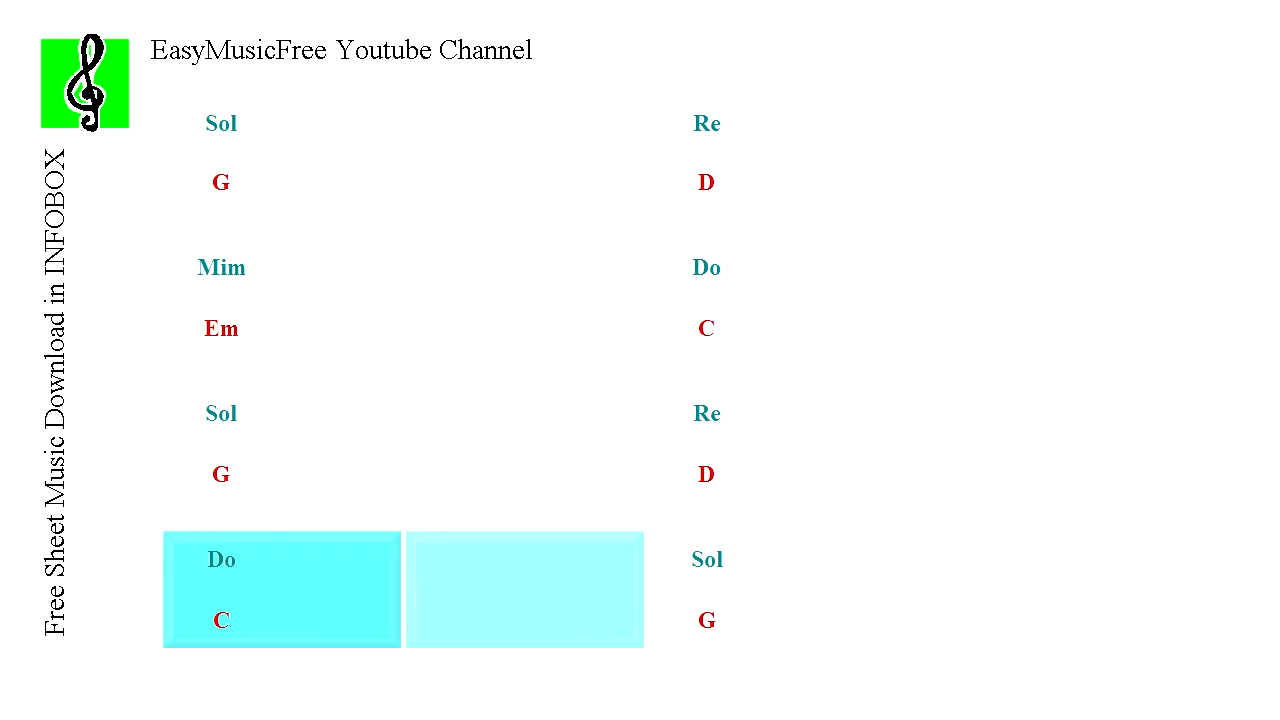 EasyMusicFree Youtube Channel
Free Sheet Music Download in INFOBOX
Sol Re
G D
Mim Do
Em C
Sol Re
G D
Do Sol
C G